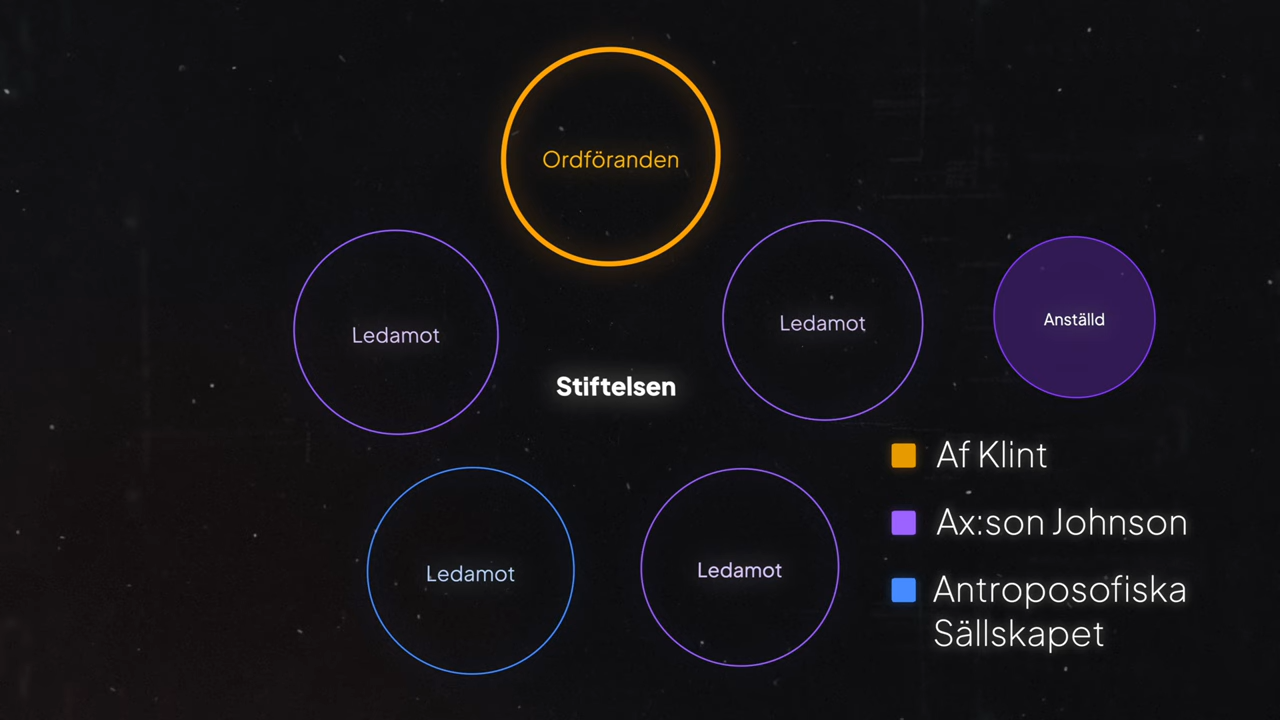 Ordföranden
Ledamot
Ledamot
Anställd
Stiftelsen
Ledamot
Ledamot
Af Klint
Ax:son Johnson
Antroposofiska
Sällskapet